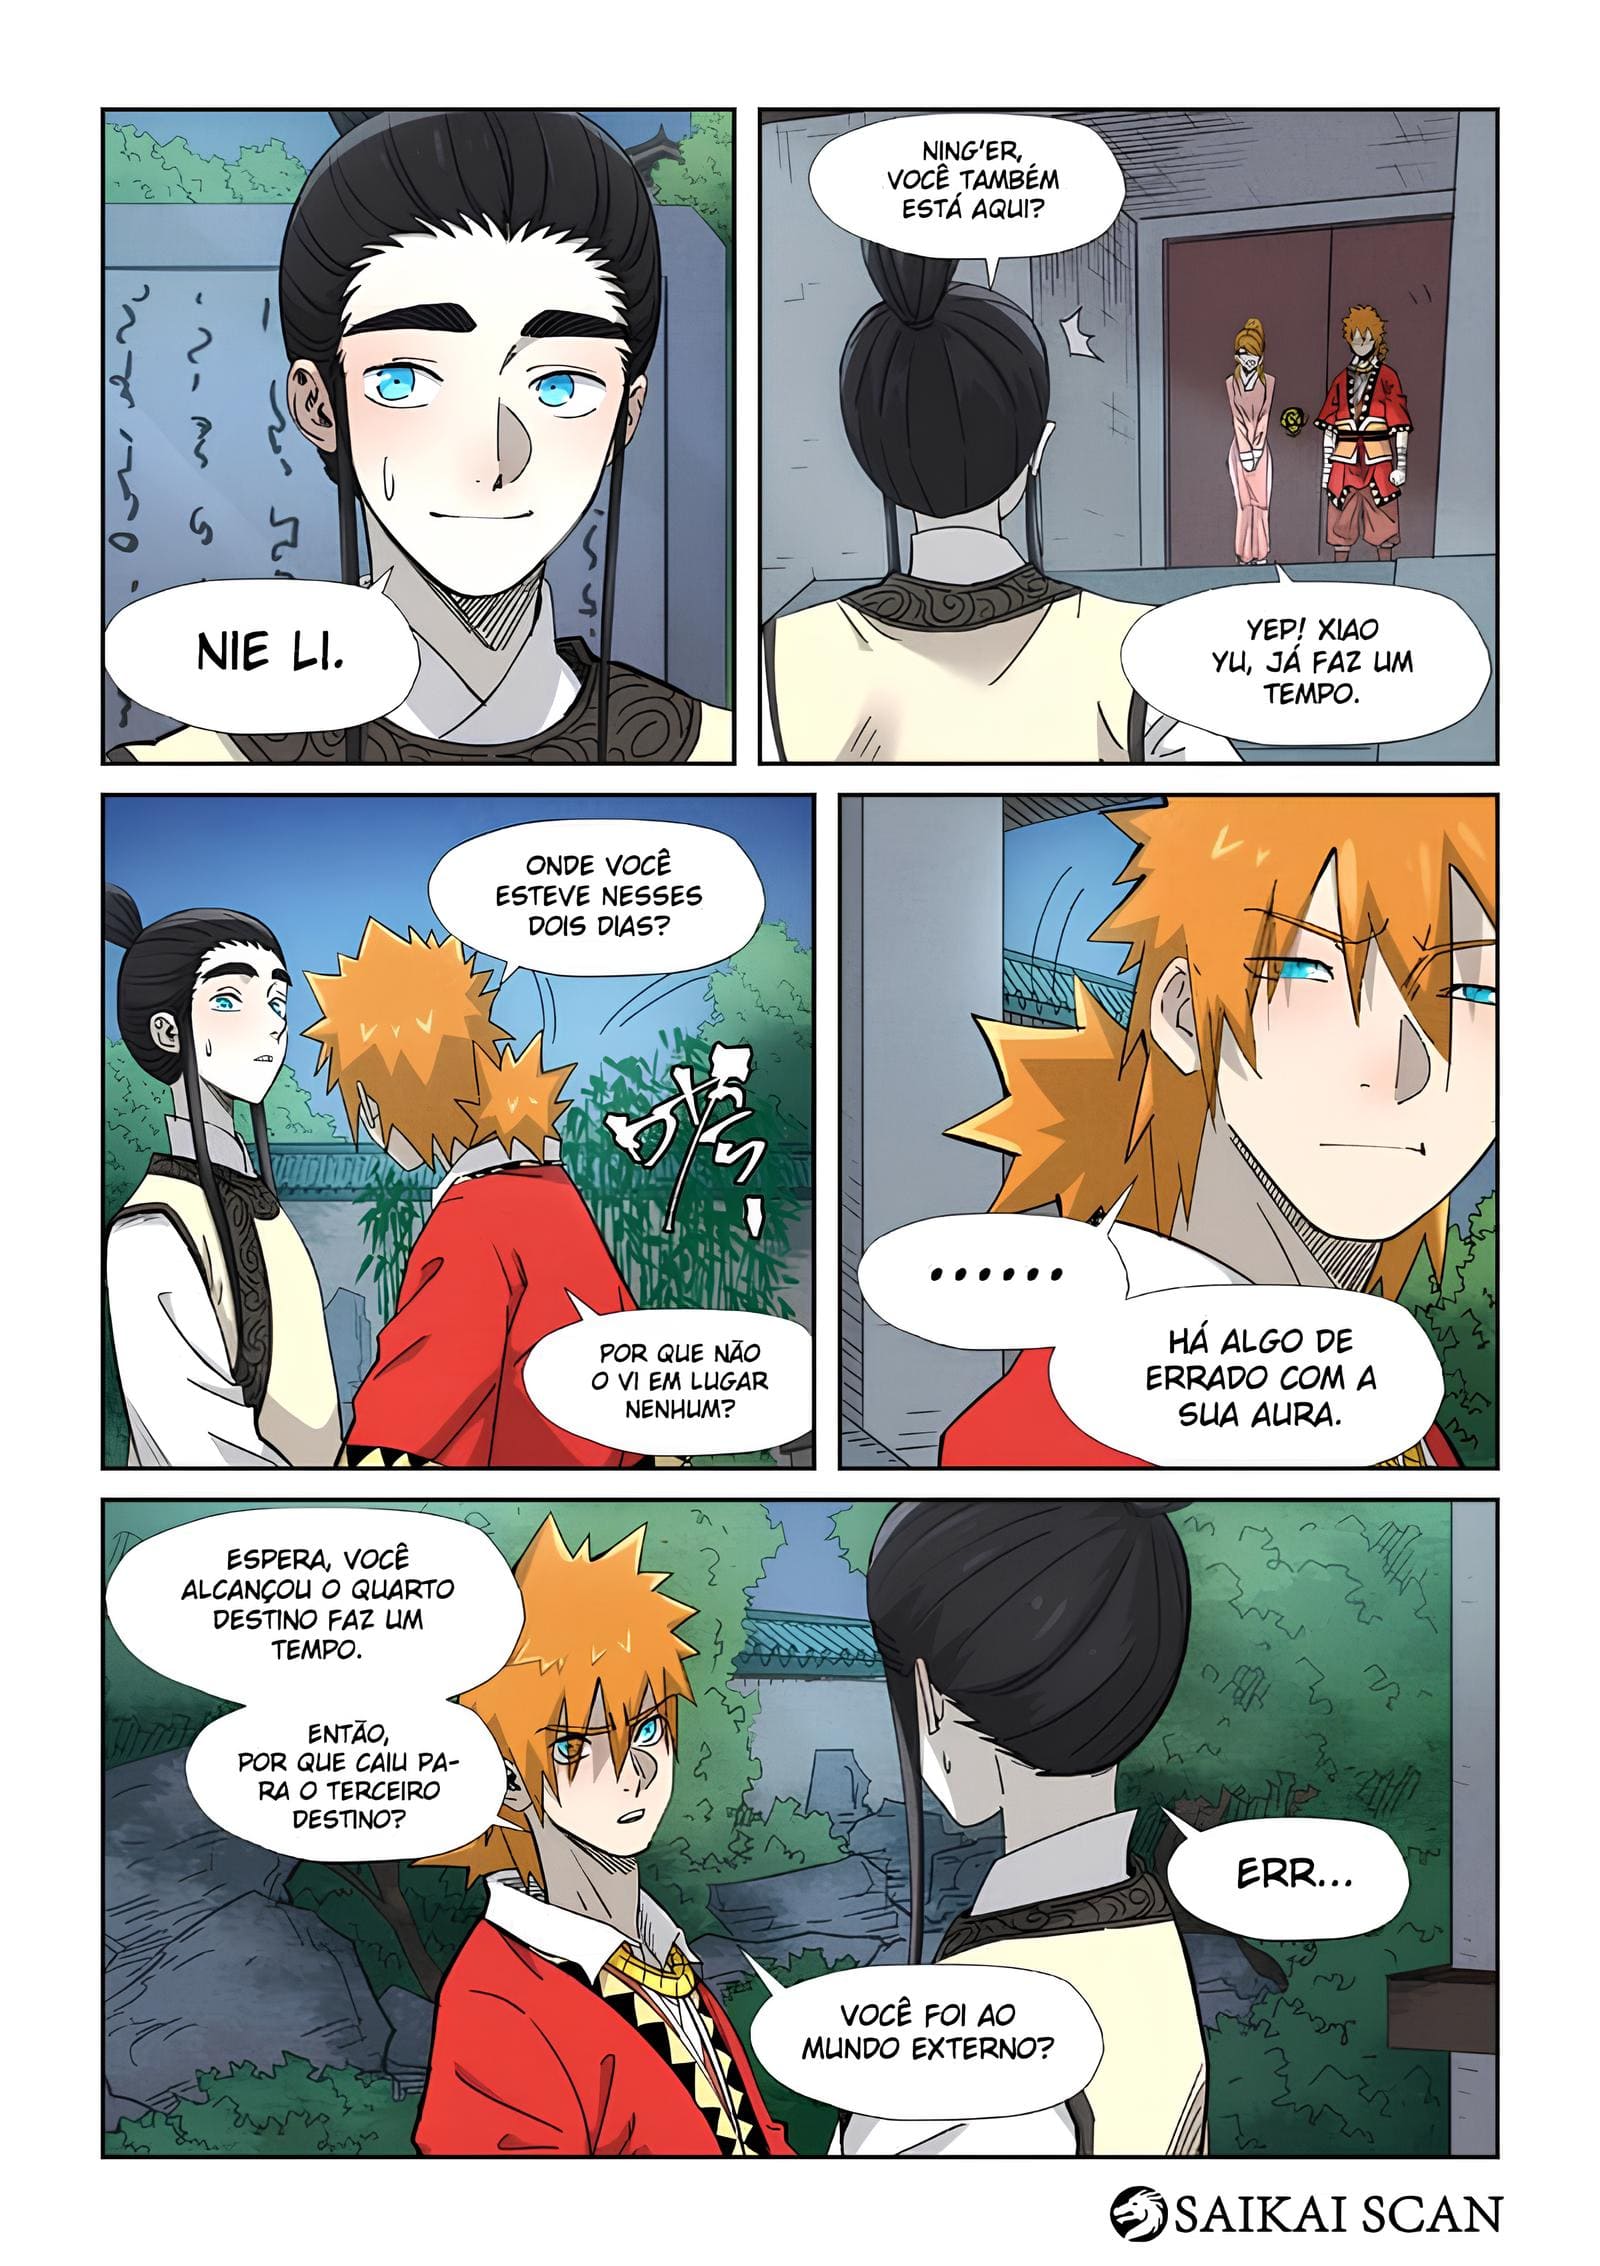 NIE LI.
NING'ER,
VOCÊ TAMBÉM
ESTÁ AQUI?
YEP! XIAO
YU, JÁ FAZ UM
TEMPO.
ONDE VOCÊ
ESTEVE NESSES
DOIS DIAS?
POR QUE NÃO
O VI EM LUGAR
NENHUM?
......
HÁ ALGO DE
ERRADO COM A
SUA AURA.
ESPERA, VOCÊ
ALCANÇOU O QUARTO
DESTINO FAZ UM
TEMPO.
ENTÃO,
POR QUE CAIU PA-
RA O TERCEIRO
DESTINO?
ERR...
VOCÊ FOI AO
MUNDO EXTERNO?
SAIKAI SCAN